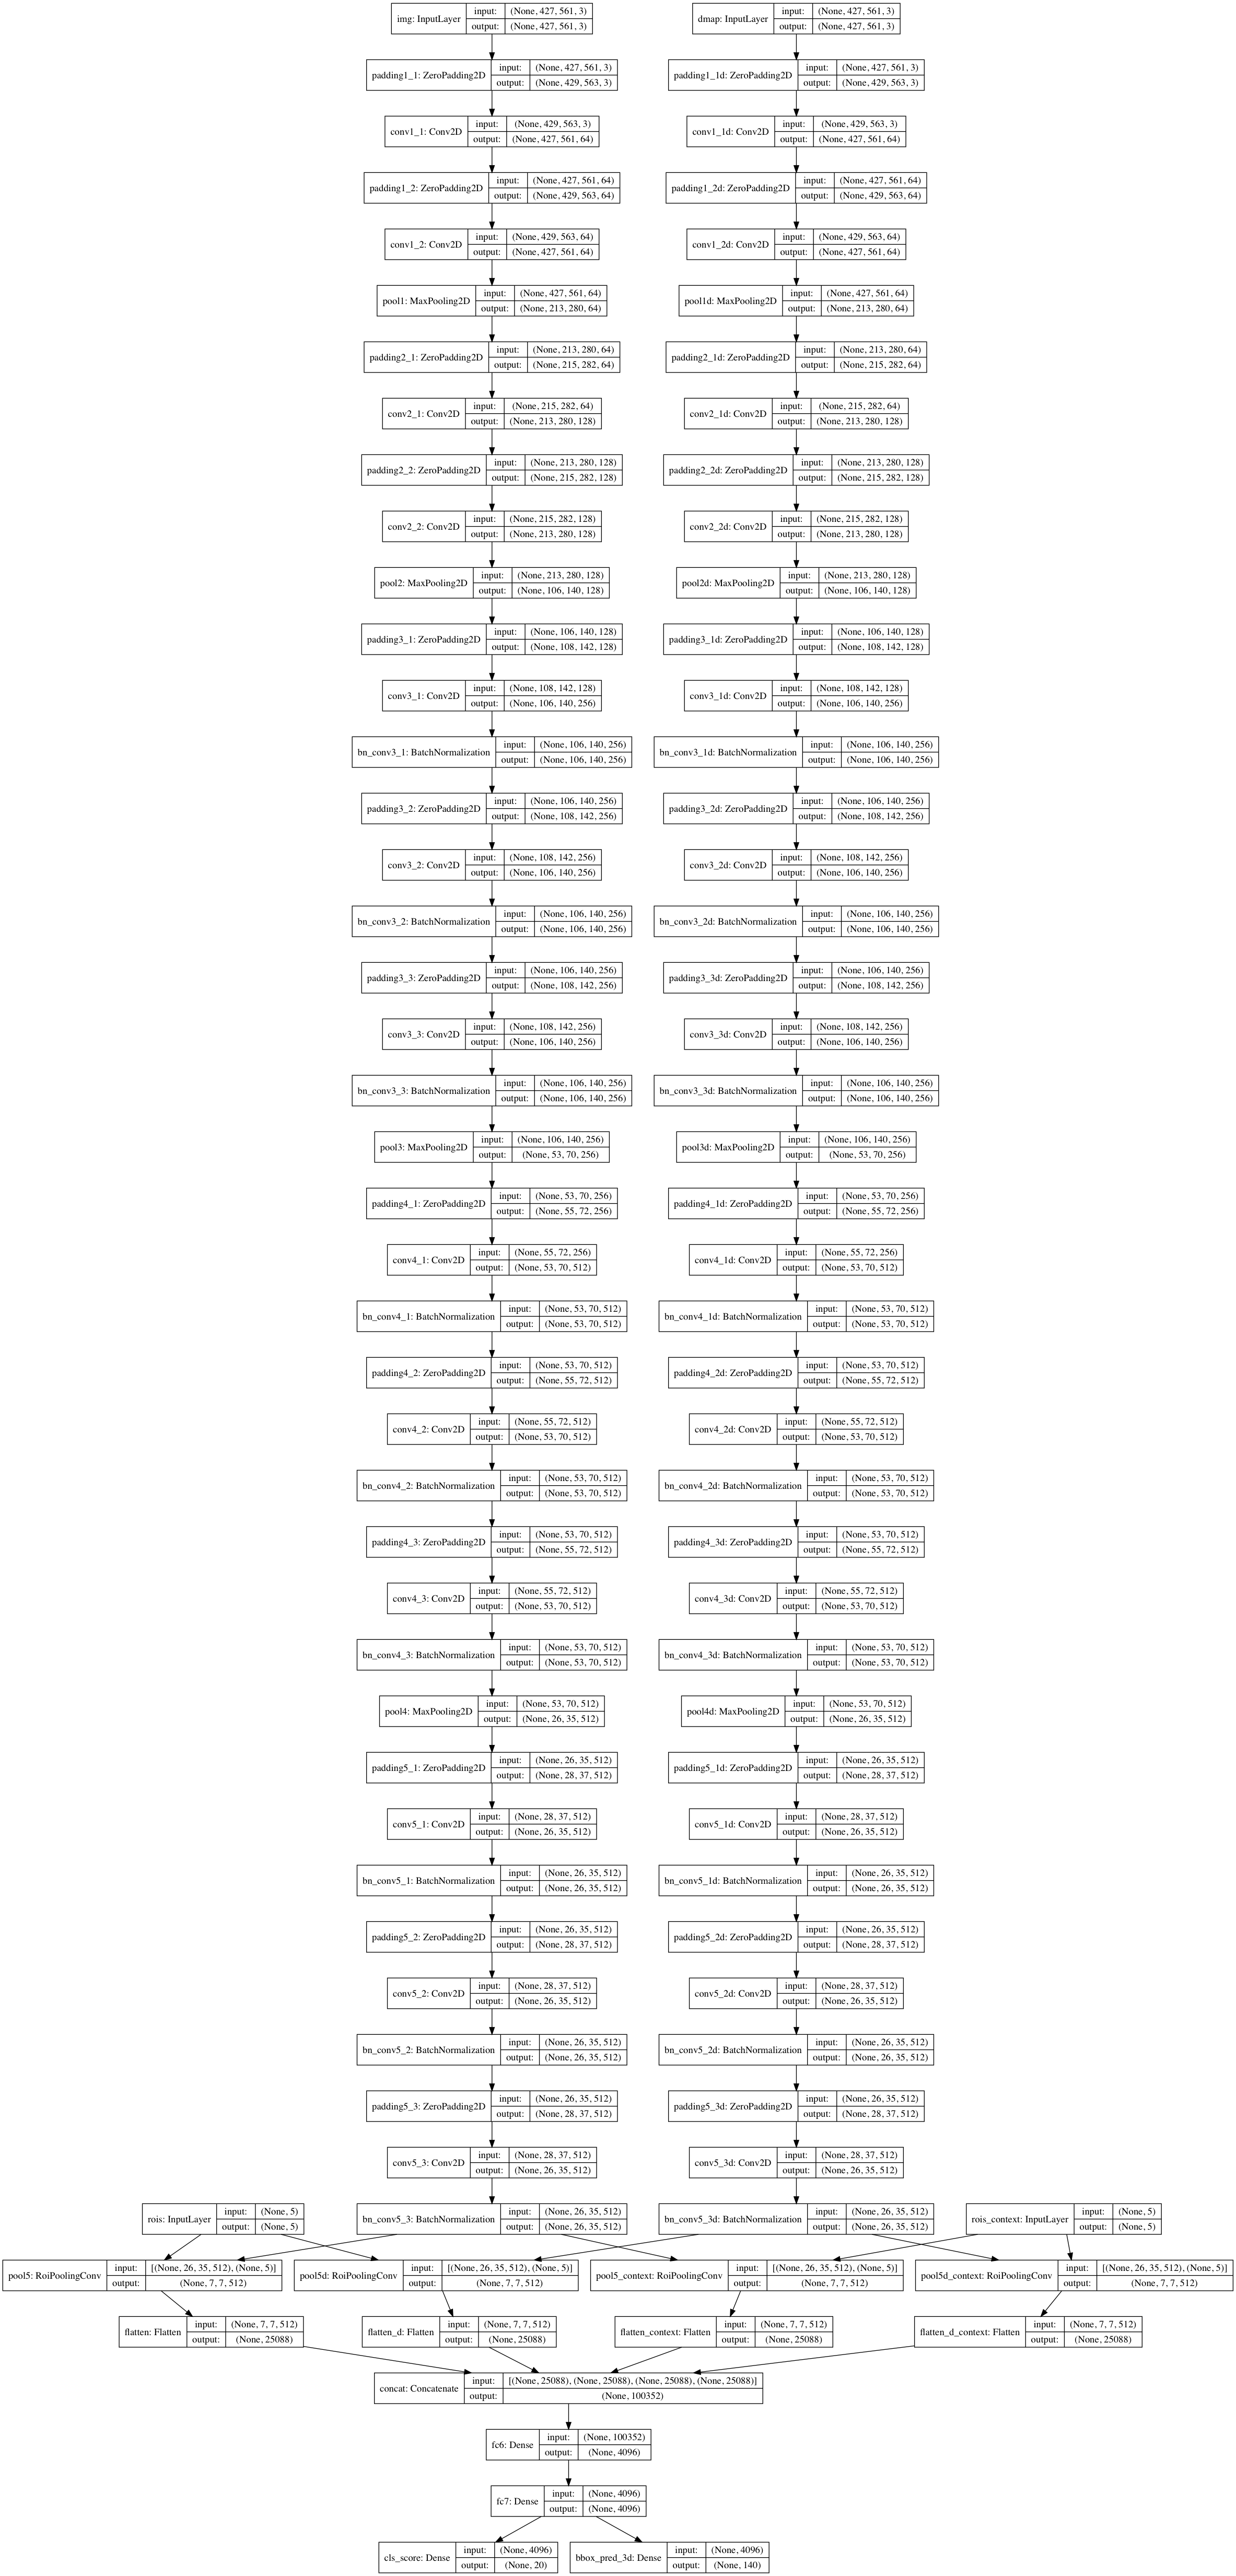 img: InputLayer
input: (None, 427, 561, 3)
output: (None, 427, 561, 3)
dmap: InputLayer
input: (None, 427, 561, 3)
output: (None, 427, 561, 3)
padding1_1: ZeroPadding2D
input: (None, 427, 561, 3)
output: (None, 429, 563, 3)
padding1_1d: ZeroPadding2D
input: (None, 427, 561, 3)
output: (None, 429, 563, 3)
conv1_1: Conv2D
input: (None, 429, 563, 3)
output: (None, 427, 561, 64)
conv1_1d: Conv2D
input: (None, 429, 563, 3)
output: (None, 427, 561, 64)
padding1_2: ZeroPadding2D
input: (None, 427, 561, 64)
output: (None, 429, 563, 64)
padding1_2d: ZeroPadding2D
input: (None, 427, 561, 64)
output: (None, 429, 563, 64)
conv1_2: Conv2D
input: (None, 429, 563, 64)
output: (None, 427, 561, 64)
conv1_2d: Conv2D
input: (None, 429, 563, 64)
output: (None, 427, 561, 64)
pool1: MaxPooling2D
input: (None, 427, 561, 64)
output: (None, 213, 280, 64)
pool1d: MaxPooling2D
input: (None, 427, 561, 64)
output: (None, 213, 280, 64)
padding2_1: ZeroPadding2D
input: (None, 213, 280, 64)
output: (None, 215, 282, 64)
padding2_1d: ZeroPadding2D
input: (None, 213, 280, 64)
output: (None, 215, 282, 64)
conv2_1: Conv2D
input: (None, 215, 282, 64)
output: (None, 213, 280, 128)
conv2_1d: Conv2D
input: (None, 215, 282, 64)
output: (None, 213, 280, 128)
padding2_2: ZeroPadding2D
input: (None, 213, 280, 128)
output: (None, 215, 282, 128)
padding2_2d: ZeroPadding2D
input: (None, 213, 280, 128)
output: (None, 215, 282, 128)
conv2_2: Conv2D
input: (None, 215, 282, 128)
output: (None, 213, 280, 128)
conv2_2d: Conv2D
input: (None, 215, 282, 128)
output: (None, 213, 280, 128)
pool2: MaxPooling2D
input: (None, 213, 280, 128)
output: (None, 106, 140, 128)
pool2d: MaxPooling2D
input: (None, 213, 280, 128)
output: (None, 106, 140, 128)
padding3_1: ZeroPadding2D
input: (None, 106, 140, 128)
output: (None, 108, 142, 128)
padding3_1d: ZeroPadding2D
input: (None, 106, 140, 128)
output: (None, 108, 142, 128)
conv3_1: Conv2D
input: (None, 108, 142, 128)
output: (None, 106, 140, 256)
conv3_1d: Conv2D
input: (None, 108, 142, 128)
output: (None, 106, 140, 256)
bn_conv3_1: BatchNormalization
input: (None, 106, 140, 256)
output: (None, 106, 140, 256)
bn_conv3_1d: BatchNormalization
input: (None, 106, 140, 256)
output: (None, 106, 140, 256)
padding3_2: ZeroPadding2D
input: (None, 106, 140, 256)
output: (None, 108, 142, 256)
padding3_2d: ZeroPadding2D
input: (None, 106, 140, 256)
output: (None, 108, 142, 256)
conv3_2: Conv2D
input: (None, 108, 142, 256)
output: (None, 106, 140, 256)
conv3_2d: Conv2D
input: (None, 108, 142, 256)
output: (None, 106, 140, 256)
bn_conv3_2: BatchNormalization
input: (None, 106, 140, 256)
output: (None, 106, 140, 256)
bn_conv3_2d: BatchNormalization
input: (None, 106, 140, 256)
output: (None, 106, 140, 256)
padding3_3: ZeroPadding2D
input: (None, 106, 140, 256)
output: (None, 108, 142, 256)
padding3_3d: ZeroPadding2D
input: (None, 106, 140, 256)
output: (None, 108, 142, 256)
conv3_3: Conv2D
input: (None, 108, 142, 256)
output: (None, 106, 140, 256)
conv3_3d: Conv2D
input: (None, 108, 142, 256)
output: (None, 106, 140, 256)
bn_conv3_3: BatchNormalization
input: (None, 106, 140, 256)
output: (None, 106, 140, 256)
bn_conv3_3d: BatchNormalization
input: (None, 106, 140, 256)
output: (None, 106, 140, 256)
pool3: MaxPooling2D
input: (None, 106, 140, 256)
output: (None, 53, 70, 256)
pool3d: MaxPooling2D
input: (None, 106, 140, 256)
output: (None, 53, 70, 256)
padding4_1: ZeroPadding2D
input: (None, 53, 70, 256)
output: (None, 55, 72, 256)
padding4_1d: ZeroPadding2D
input: (None, 53, 70, 256)
output: (None, 55, 72, 256)
conv4_1: Conv2D
input: (None, 55, 72, 256)
output: (None, 53, 70, 512)
conv4_1d: Conv2D
input: (None, 55, 72, 256)
output: (None, 53, 70, 512)
bn_conv4_1: BatchNormalization
input: (None, 53, 70, 512)
output: (None, 53, 70, 512)
bn_conv4_1d: BatchNormalization
input: (None, 53, 70, 512)
output: (None, 53, 70, 512)
padding4_2: ZeroPadding2D
input: (None, 53, 70, 512)
output: (None, 55, 72, 512)
padding4_2d: ZeroPadding2D
input: (None, 53, 70, 512)
output: (None, 55, 72, 512)
conv4_2: Conv2D
input: (None, 55, 72, 512)
output: (None, 53, 70, 512)
conv4_2d: Conv2D
input: (None, 55, 72, 512)
output: (None, 53, 70, 512)
bn_conv4_2: BatchNormalization
input: (None, 53, 70, 512)
output: (None, 53, 70, 512)
bn_conv4_2d: BatchNormalization
input: (None, 53, 70, 512)
output: (None, 53, 70, 512)
padding4_3: ZeroPadding2D
input: (None, 53, 70, 512)
output: (None, 55, 72, 512)
padding4_3d: ZeroPadding2D
input: (None, 53, 70, 512)
output: (None, 55, 72, 512)
conv4_3: Conv2D
input: (None, 55, 72, 512)
output: (None, 53, 70, 512)
conv4_3d: Conv2D
input: (None, 55, 72, 512)
output: (None, 53, 70, 512)
bn_conv4_3: BatchNormalization
input: (None, 53, 70, 512)
output: (None, 53, 70, 512)
bn_conv4_3d: BatchNormalization
input: (None, 53, 70, 512)
output: (None, 53, 70, 512)
pool4: MaxPooling2D
input: (None, 53, 70, 512)
output: (None, 26, 35, 512)
pool4d: MaxPooling2D
input: (None, 53, 70, 512)
output: (None, 26, 35, 512)
padding5_1: ZeroPadding2D
input: (None, 26, 35, 512)
output: (None, 28, 37, 512)
padding5_1d: ZeroPadding2D
input: (None, 26, 35, 512)
output: (None, 28, 37, 512)
conv5_1: Conv2D
input: (None, 28, 37, 512)
output: (None, 26, 35, 512)
conv5_1d: Conv2D
input: (None, 28, 37, 512)
output: (None, 26, 35, 512)
bn_conv5_1: BatchNormalization
input: (None, 26, 35, 512)
output: (None, 26, 35, 512)
bn_conv5_1d: BatchNormalization
input: (None, 26, 35, 512)
output: (None, 26, 35, 512)
padding5_2: ZeroPadding2D
input: (None, 26, 35, 512)
output: (None, 28, 37, 512)
padding5_2d: ZeroPadding2D
input: (None, 26, 35, 512)
output: (None, 28, 37, 512)
conv5_2: Conv2D
input: (None, 28, 37, 512)
output: (None, 26, 35, 512)
conv5_2d: Conv2D
input: (None, 28, 37, 512)
output: (None, 26, 35, 512)
bn_conv5_2: BatchNormalization
input: (None, 26, 35, 512)
output: (None, 26, 35, 512)
bn_conv5_2d: BatchNormalization
input: (None, 26, 35, 512)
output: (None, 26, 35, 512)
padding5_3: ZeroPadding2D
input: (None, 26, 35, 512)
output: (None, 28, 37, 512)
padding5_3d: ZeroPadding2D
input: (None, 26, 35, 512)
output: (None, 28, 37, 512)
conv5_3: Conv2D
input: (None, 28, 37, 512)
output: (None, 26, 35, 512)
conv5_3d: Conv2D
input: (None, 28, 37, 512)
output: (None, 26, 35, 512)
rois: InputLayer
input: (None, 5)
output: (None, 5)
bn_conv5_3: BatchNormalization
input: (None, 26, 35, 512)
output: (None, 26, 35, 512)
bn_conv5_3d: BatchNormalization
input: (None, 26, 35, 512)
output: (None, 26, 35, 512)
rois_context: InputLayer
input: (None, 5)
output: (None, 5)
pool5: RoiPoolingConv
input: [(None, 26, 35, 512), (None, 5)]
output: (None, 7, 7, 512)
pool5d: RoiPoolingConv
input: [(None, 26, 35, 512), (None, 5)]
output: (None, 7, 7, 512)
pool5_context: RoiPoolingConv
input: [(None, 26, 35, 512), (None, 5)]
output: (None, 7, 7, 512)
pool5d_context: RoiPoolingConv
input: [(None, 26, 35, 512), (None, 5)]
output: (None, 7, 7, 512)
flatten: Flatten
input: (None, 7, 7, 512)
output: (None, 25088)
flatten_d: Flatten
input: (None, 7, 7, 512)
output: (None, 25088)
flatten_context: Flatten
input: (None, 7, 7, 512)
output: (None, 25088)
flatten_d_context: Flatten
input: (None, 7, 7, 512)
output: (None, 25088)
concat: Concatenate
input: [(None, 25088), (None, 25088), (None, 25088), (None, 25088)]
output: (None, 100352)
fc6: Dense
input: (None, 100352)
output: (None, 4096)
fc7: Dense
input: (None, 4096)
output: (None, 4096)
cls_score: Dense
input: (None, 4096)
output: (None, 20)
bbox_pred_3d: Dense
input: (None, 4096)
output: (None, 140)